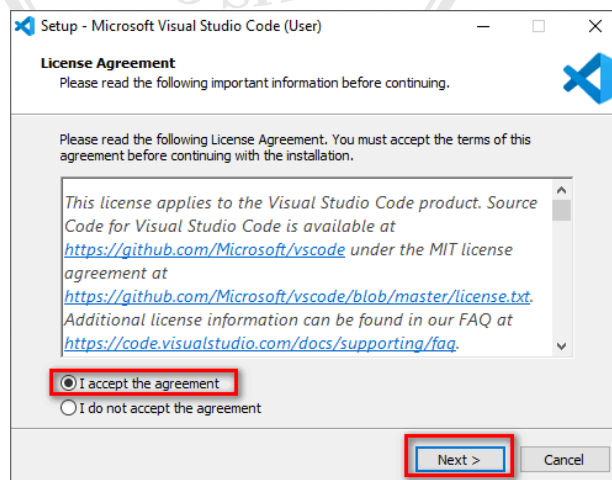 Setup - Microsoft Visual Studio Code (User)
License Agreement
Please read the following important information before continuing.
Please read the following License Agreement. You must accept the terms of this
agreement before continuing with the installation.
This license applies to the Visual Studio Code product. Source
Code for Visual Studio Code is available at
https://github.com/Microsoft/vscode under the MIT license
agreement at
https://github.com/Microsoft/vscode/blob/master/license.txt.
Additional license information can be found in our FAQ at
https://code.visualstudio.com/docs/supporting/faq.
I accept the agreement
I do not accept the agreement
Next >
Cancel